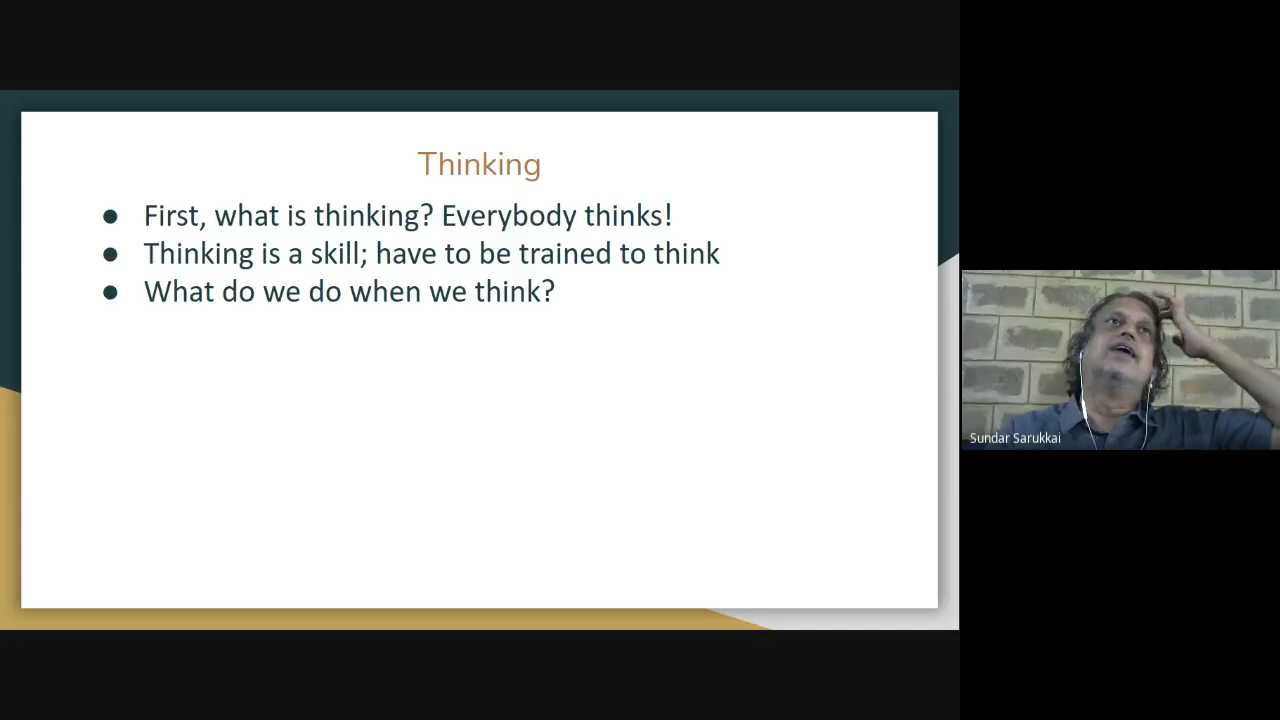 Thinking
● First, what is thinking? Everybody thinks!
● Thinking is a skill; have to be trained to think
● What do we do when we think?
Sundar Sarukkai